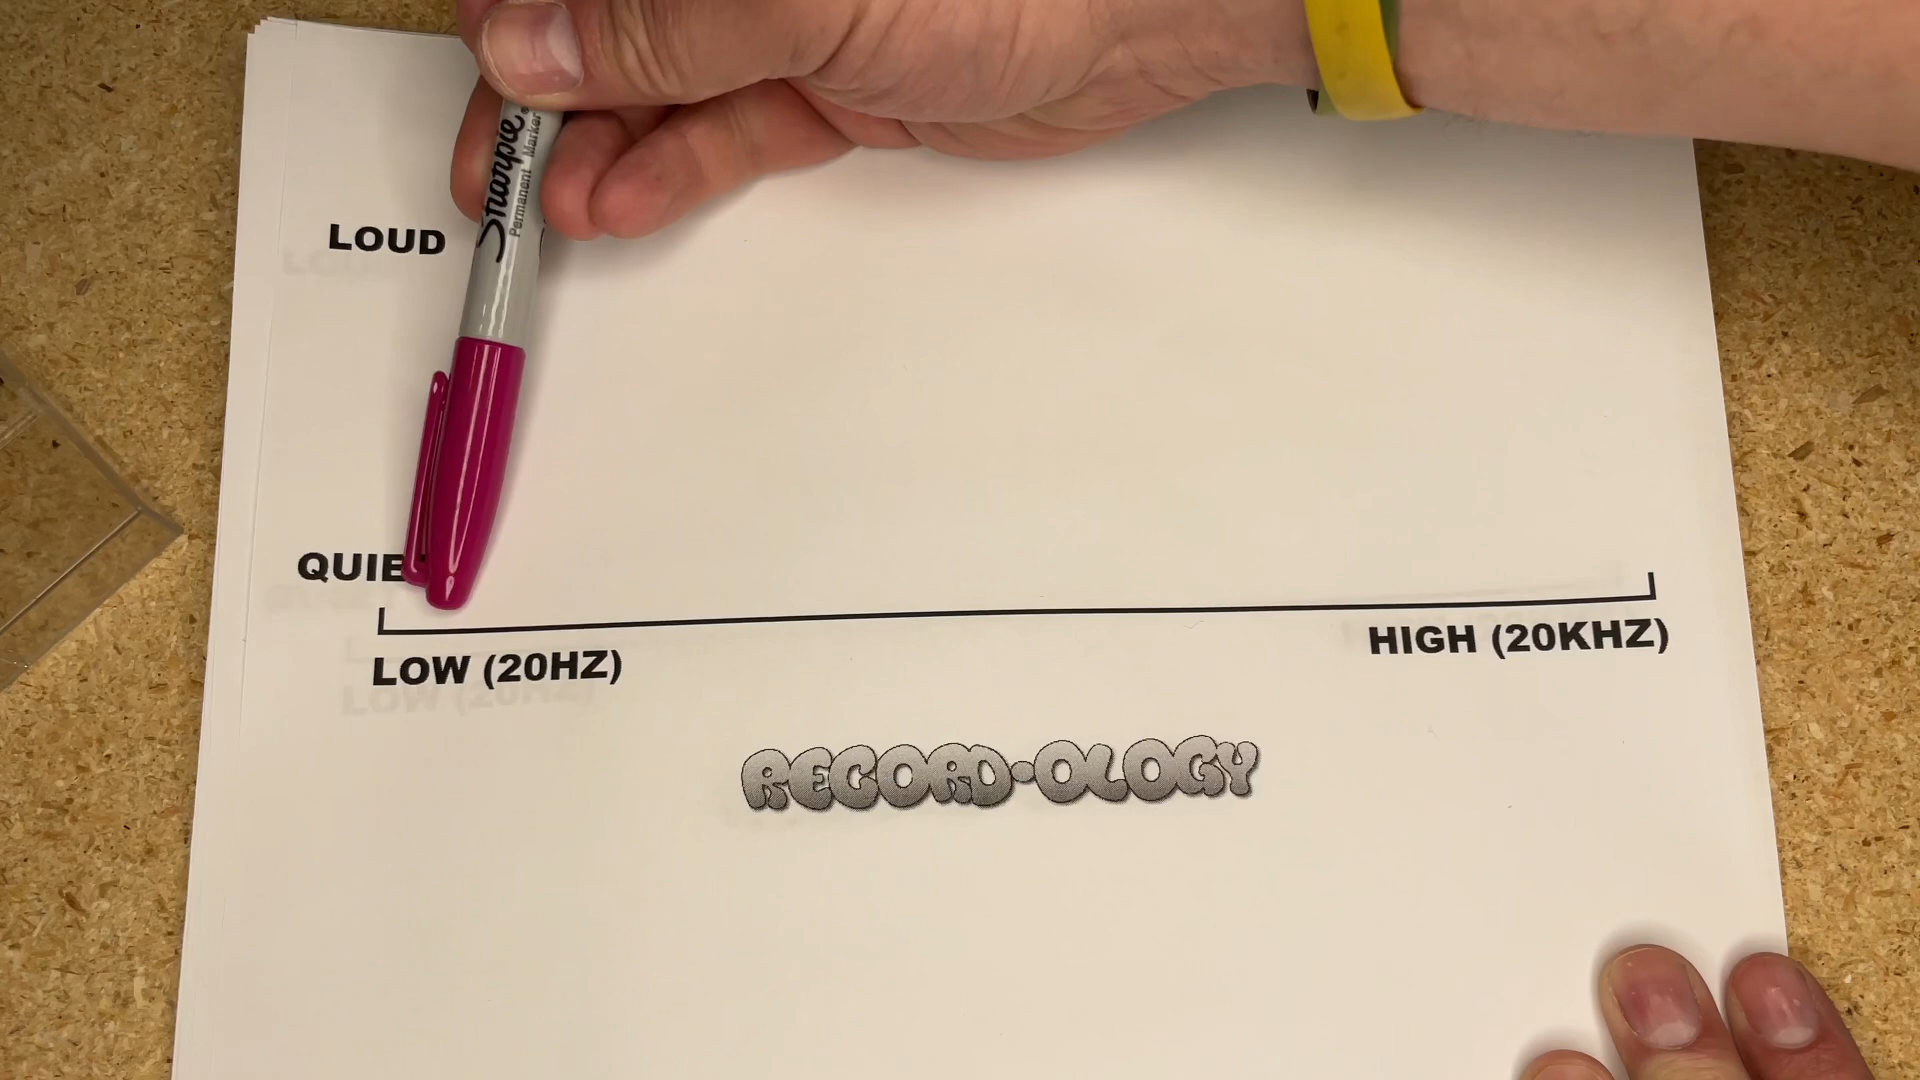 LOUD
Sharpie
Permanent Marker
QUIE
LOW (20HZ)
HIGH (20KHZ)
RECORD-OLOGY